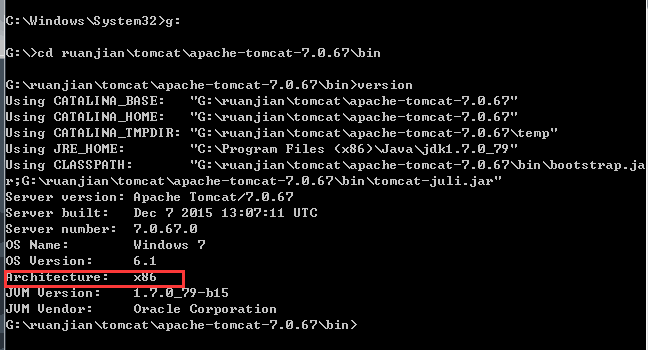 C:\Windows\System32>g:
G:\>cd ruanjian\tomcat\apache-tomcat-7.0.67\bin
G:\ruanjian\tomcat\apache-tomcat-7.0.67\bin>version
Using CATALINA_BASE:   "G:\ruanjian\tomcat\apache-tomcat-7.0.67"
Using CATALINA_HOME:   "G:\ruanjian\tomcat\apache-tomcat-7.0.67"
Using CATALINA_TMPDIR: "G:\ruanjian\tomcat\apache-tomcat-7.0.67\temp"
Using JRE_HOME:        "C:\Program Files (x86)\Java\jdk1.7.0_79"
Using CLASSPATH:       "G:\ruanjian\tomcat\apache-tomcat-7.0.67\bin\bootstrap.ja
r;G:\ruanjian\tomcat\apache-tomcat-7.0.67\bin\tomcat-juli.jar"
Server version: Apache Tomcat/7.0.67
Server built:   Dec 7 2015 13:07:11 UTC
Server number:  7.0.67.0
OS Name:        Windows 7
OS Version:     6.1
Architecture:   x86
JVM Version:    1.7.0_79-b15
JVM Vendor:     Oracle Corporation
G:\ruanjian\tomcat\apache-tomcat-7.0.67\bin>